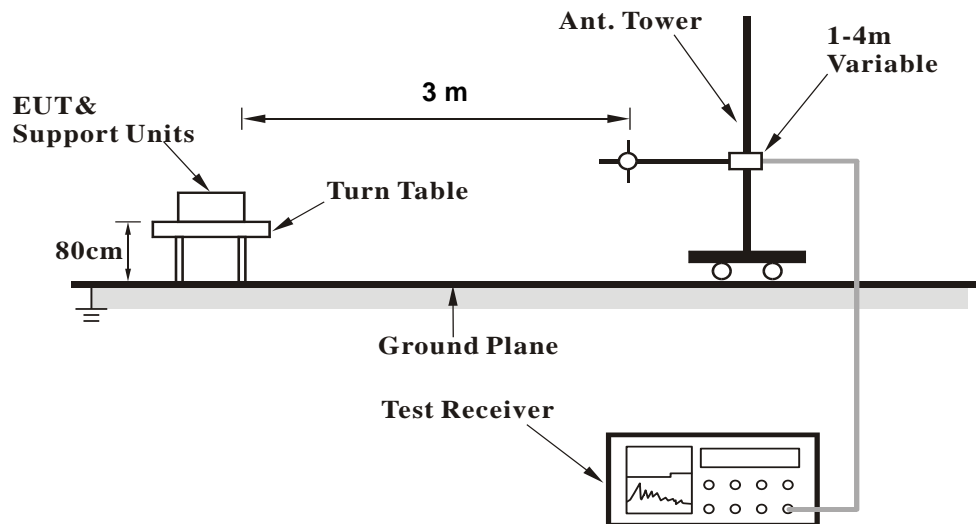 Ant. Tower
1-4m
Variable
3 m
EUT&
Support Units
Turn Table
80cm
Ground Plane
Test Receiver